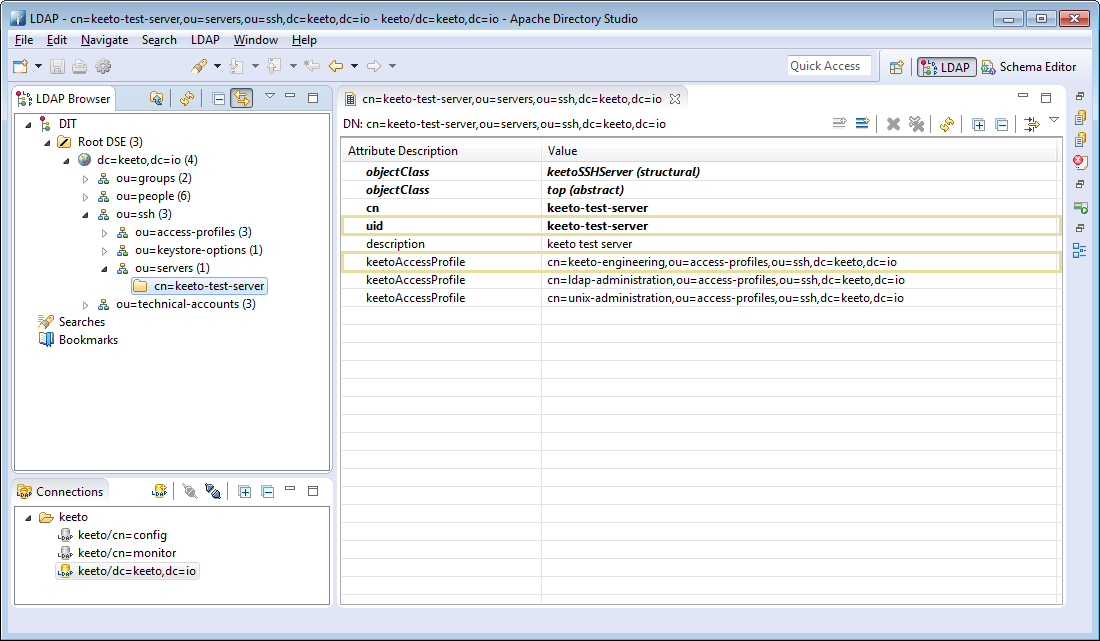 LDAP - cn=keeto-test-server,ou=servers,ou=ssh,dc=keeto,dc=io - keeto/dc=keeto,dc=io - Apache Directory Studio
File Edit Navigate Search LDAP Window Help
Quick Access LDAP Schema Editor
LDAP Browser
DIT
Root DSE (3)
dc=keeto,dc=io (4)
ou=groups (2)
ou=people (6)
ou=ssh (3)
ou=access-profiles (3)
ou=keystore-options (1)
ou=servers (1)
cn=keeto-test-server
ou=technical-accounts (3)
Searches
Bookmarks
Connections
LDAP
keeto
LDAP keeto/cn=config
LDAP keeto/cn=monitor
LDAP keeto/dc=keeto,dc=io
cn=keeto-test-server,ou=servers,ou=ssh,dc=keeto,dc=io
DN: cn=keeto-test-server,ou=servers,ou=ssh,dc=keeto,dc=io
Attribute Description Value
objectClass keetoSSHServer (structural)
objectClass top (abstract)
cn keeto-test-server
uid keeto-test-server
description keeto test server
keetoAccessProfile cn=keeto-engineering,ou=access-profiles,ou=ssh,dc=keeto,dc=io
keetoAccessProfile cn=ldap-administration,ou=access-profiles,ou=ssh,dc=keeto,dc=io
keetoAccessProfile cn=unix-administration,ou=access-profiles,ou=ssh,dc=keeto,dc=io